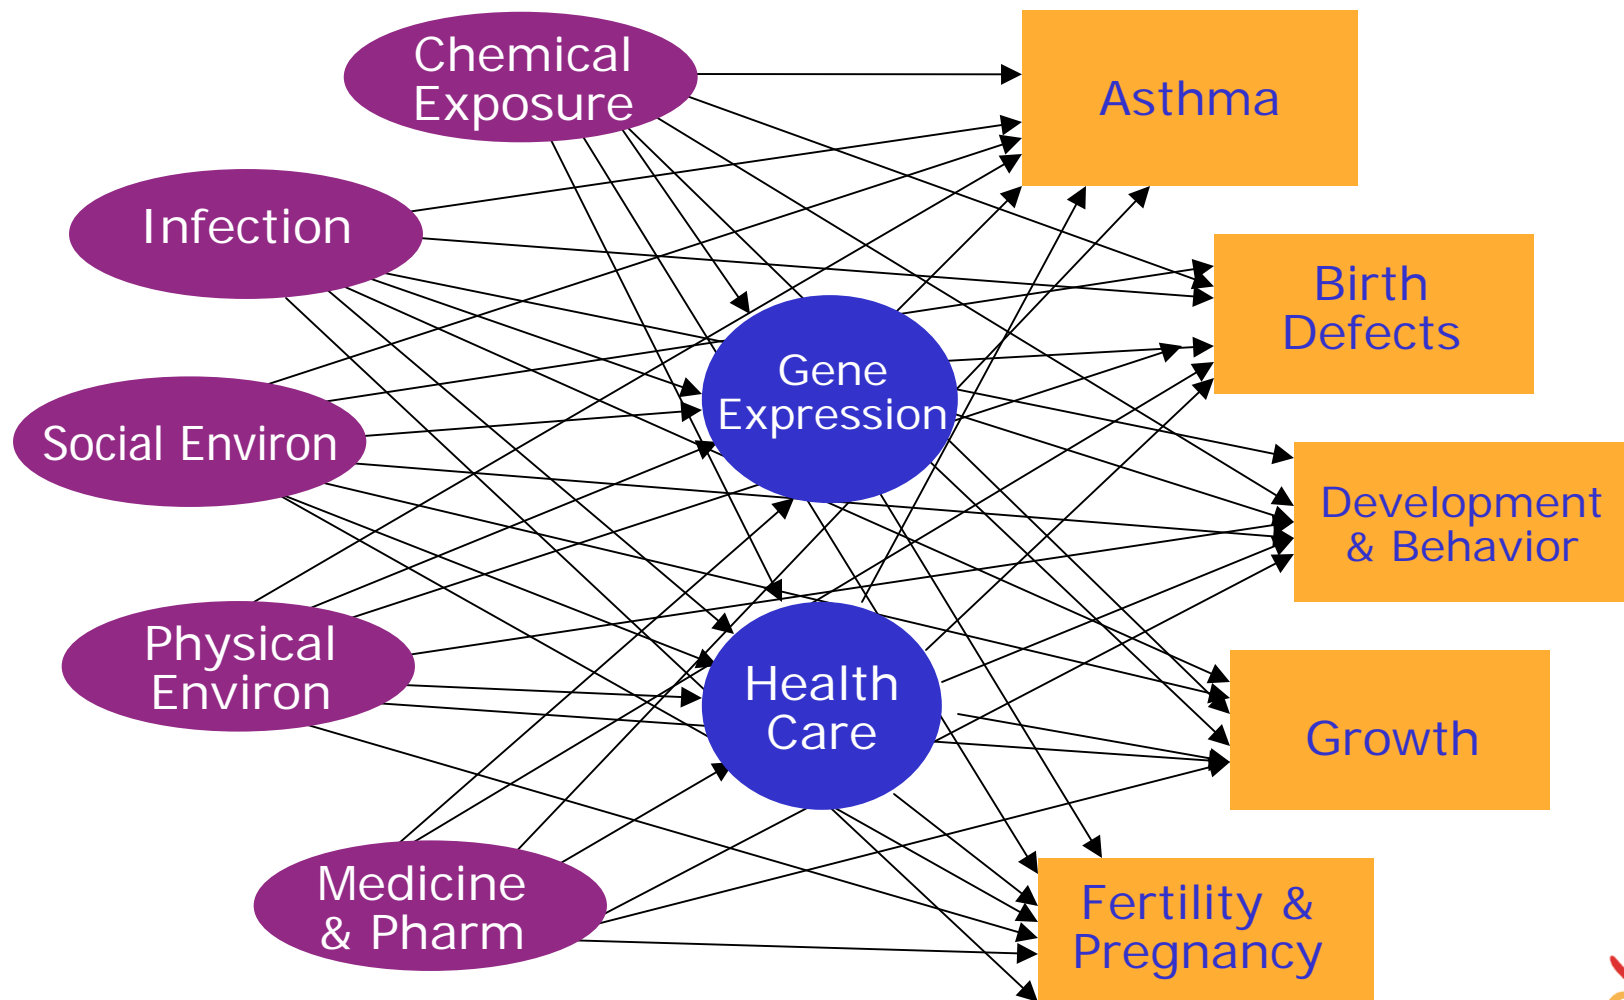 Chemical
Exposure
Asthma
Infection
Birth
Defects
Gene
Expression
Social Environ
Development
& Behavior
Physical
Environ
Health
Care
Growth
Medicine
& Pharm
Fertility &
Pregnancy